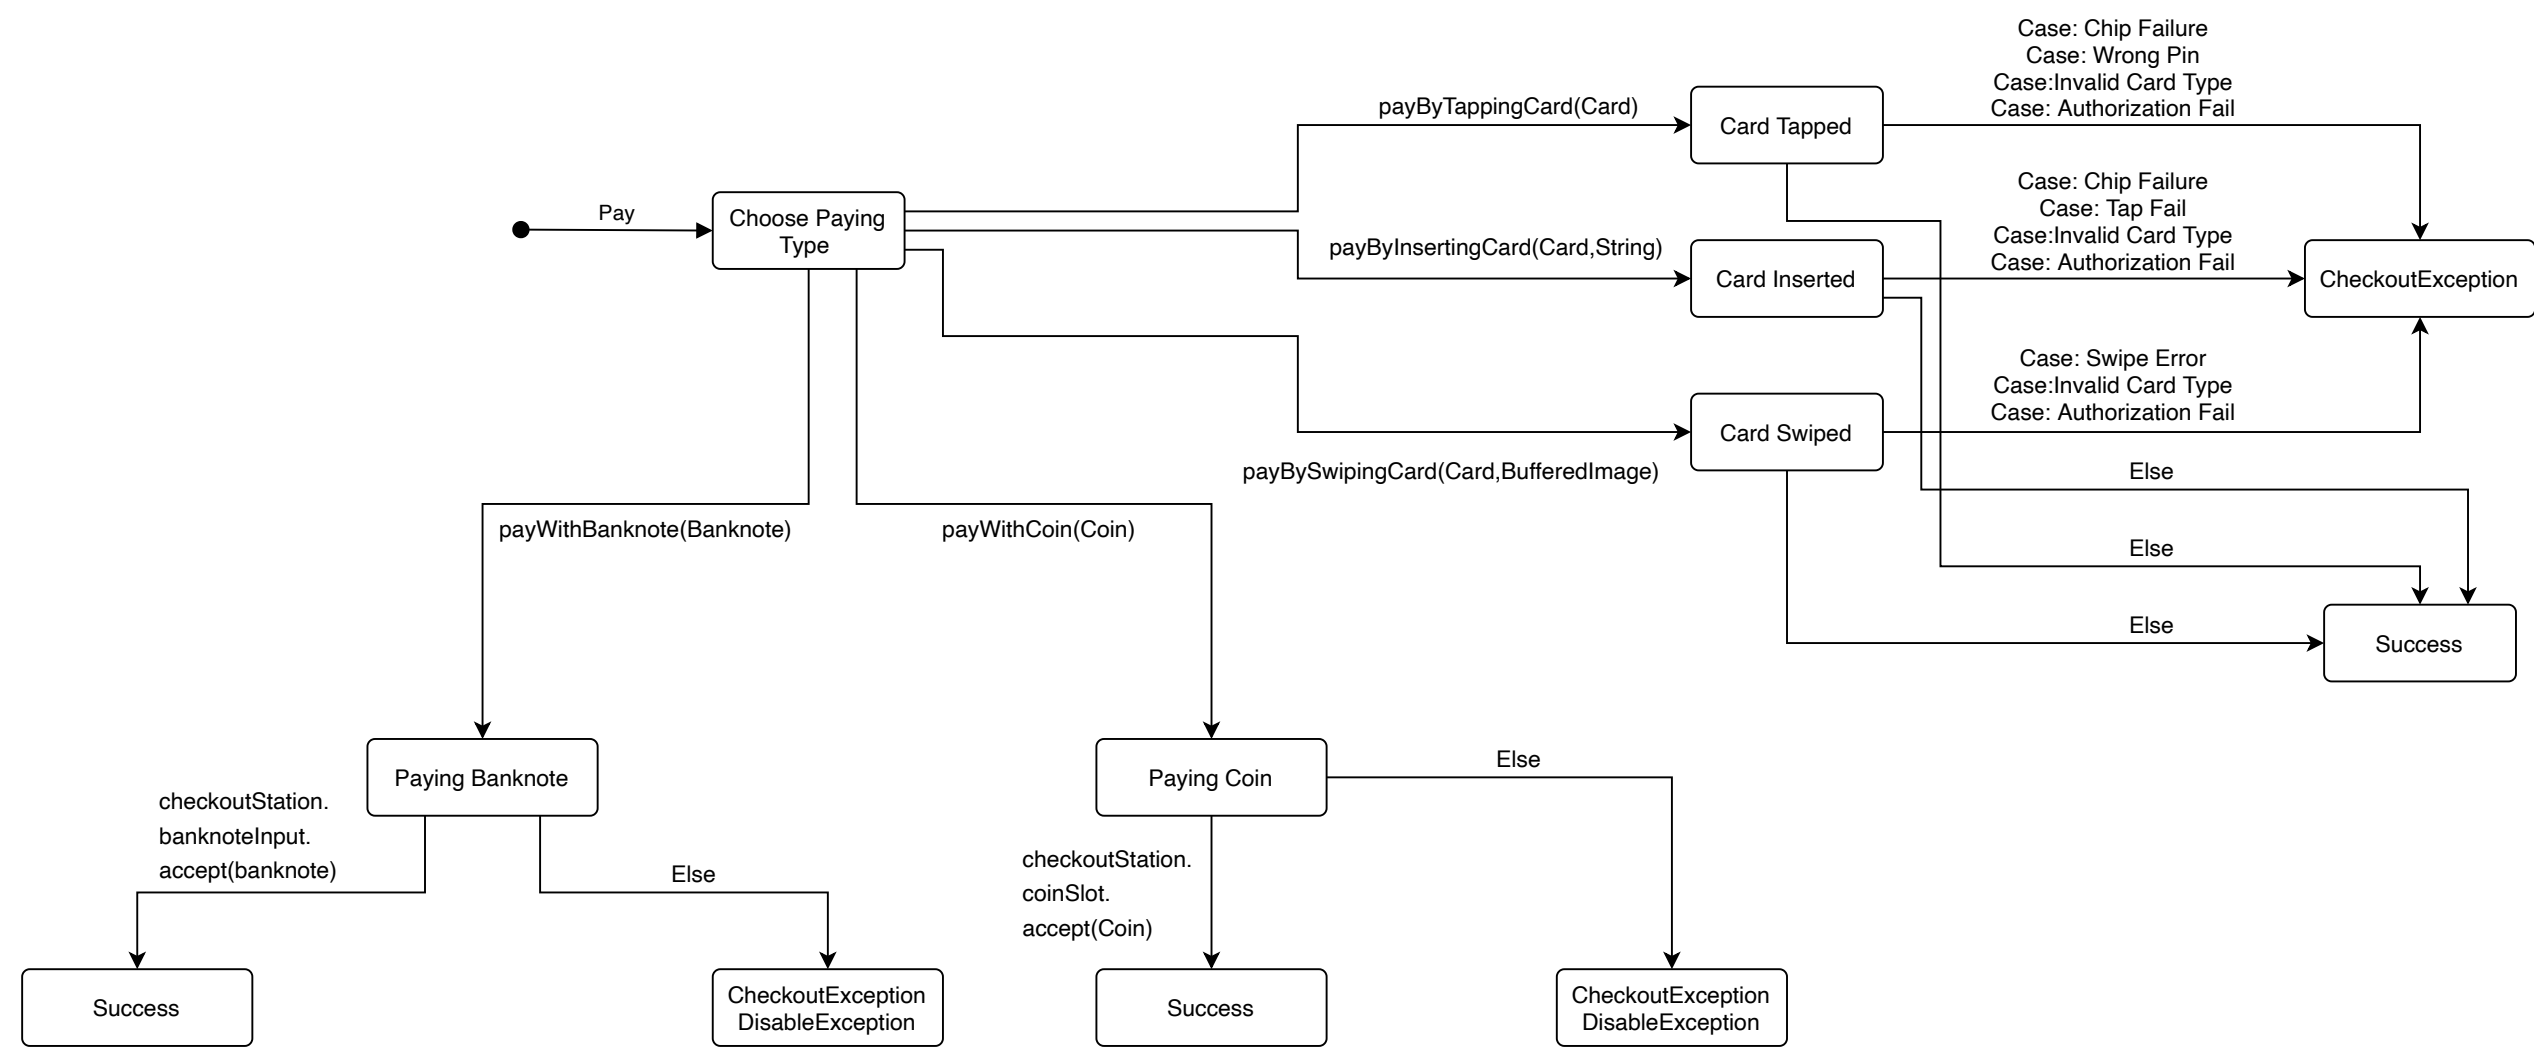 Case: Chip Failure
Case: Wrong Pin
Case:Invalid Card Type
Case: Authorization Fail
payByTappingCard(Card)
Card Tapped
Pay
Choose Paying
Type
Case: Chip Failure
Case: Tap Fail
Case:Invalid Card Type
Case: Authorization Fail
payByInsertingCard(Card,String)
Card Inserted
CheckoutException
Case: Swipe Error
Case:Invalid Card Type
Case: Authorization Fail
Card Swiped
payBySwipingCard(Card,BufferedImage)
Else
payWithBanknote(Banknote)
payWithCoin(Coin)
Else
Else
Success
Paying Banknote
Paying Coin
Else
checkoutStation.
banknoteInput.
accept(banknote)
Else
checkoutStation.
coinSlot.
accept(Coin)
Success
CheckoutException
DisableException
Success
CheckoutException
DisableException